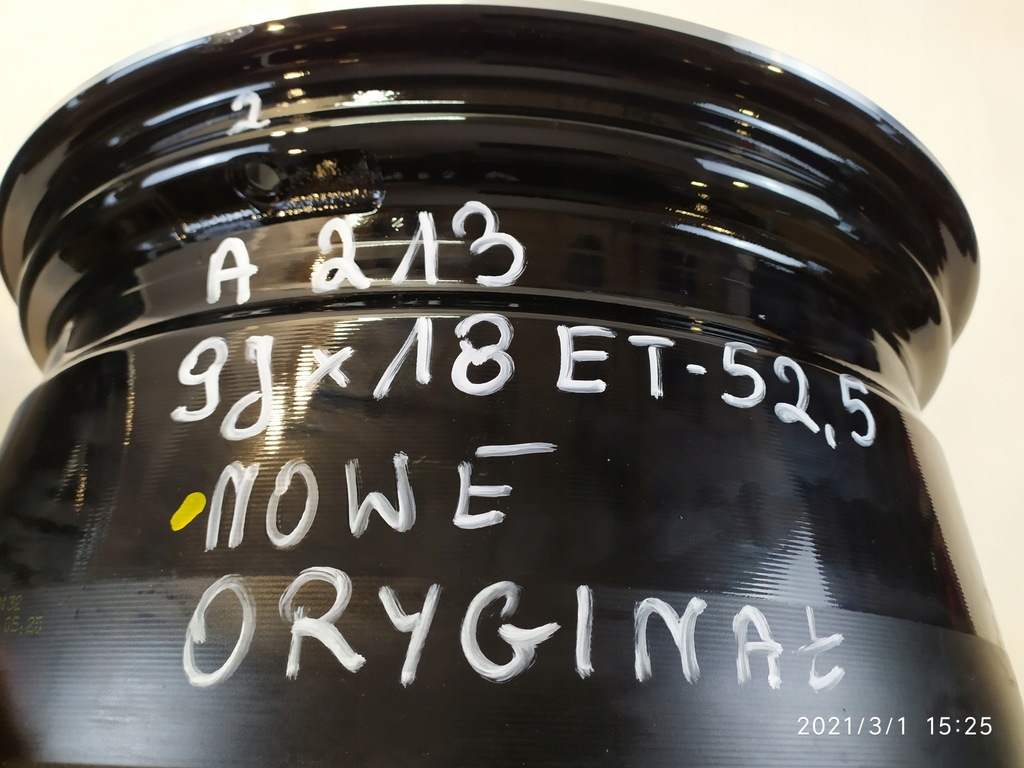 2
A 213
9J x 18 ET-52,5
NOWE
ORYGINAŁ
2021/3/1 15:25